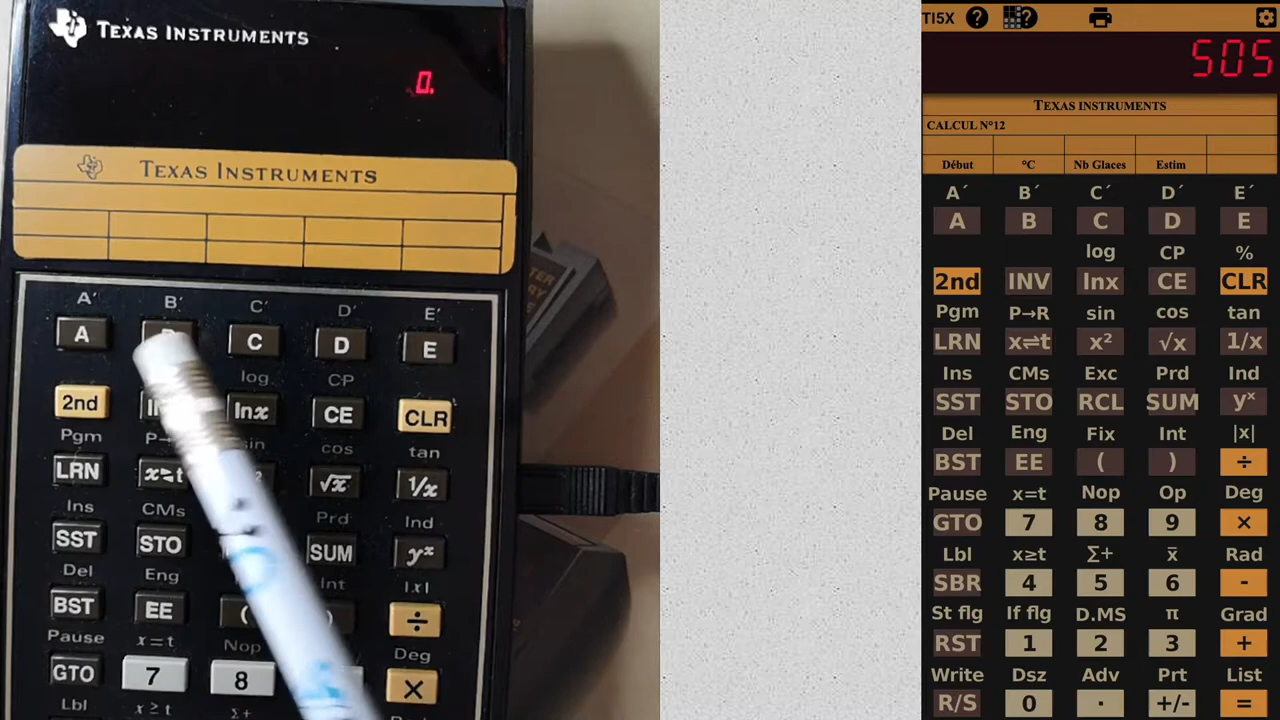 TEXAS INSTRUMENTS
0.
TEXAS INSTRUMENTS
A´ B´ C´ D´ E´
A C D E
log CP
2nd lnx CE CLR
Pgm cos tan
LRN √x 1/x
Ins CMs Prd Ind
SST STO SUM yˣ
Del Eng Int |x|
BST EE ( ÷
Pause x=t Nop Deg
GTO 7 8 ×
Lbl x≥t Σ+
TI5X ? ?
505
TEXAS INSTRUMENTS
CALCUL N°12
Début °C Nb Glaces Estim
A´ B´ C´ D´ E´
A B C D E
log CP %
2nd INV lnx CE CLR
Pgm P→R sin cos tan
LRN x⇌t x² √x 1/x
Ins CMs Exc Prd Ind
SST STO RCL SUM yˣ
Del Eng Fix Int |x|
BST EE ( ) ÷
Pause x=t Nop Op Deg
GTO 7 8 9 ×
Lbl x≥t Σ+ x̄ Rad
SBR 4 5 6 -
St flg If flg D.MS π Grad
RST 1 2 3 +
Write Dsz Adv Prt List
R/S 0 · +/- =